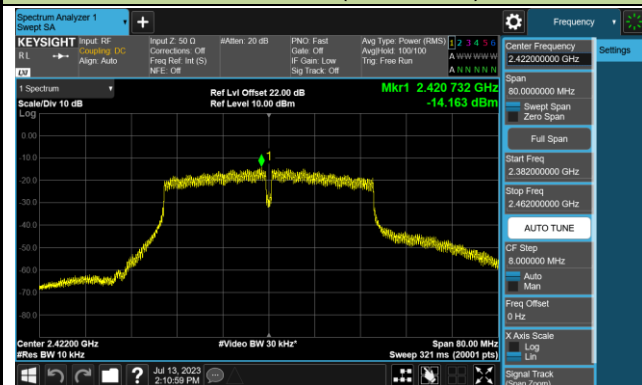 Spectrum Analyzer 1
Swept SA
Frequency
KEYSIGHT
RL
LXI
Input: RF
Coupling: DC
Align: Auto
Input Z: 50 Ω
Corrections: Off
Freq Ref: Int (S)
NFE: Off
#Atten: 20 dB
PNO: Fast
Gate: Off
IF Gain: Low
Sig Track: Off
Avg Type: Power (RMS)
Avg|Hold: 100/100
Trig: Free Run
1 2 3 4 5 6
A W W W W W
A N N N N N
Center Frequency
2.422000000 GHz
Settings
Span
80.0000000 MHz
Swept Span
Zero Span
Full Span
Start Freq
2.382000000 GHz
Stop Freq
2.462000000 GHz
AUTO TUNE
CF Step
8.000000 MHz
Auto
Man
Freq Offset
0 Hz
X Axis Scale
Log
Lin
Signal Track
(Span Zoom)
1 Spectrum
Scale/Div 10 dB
Log
Ref Lvl Offset 22.00 dB
Ref Level 10.00 dBm
Mkr1 2.420 732 GHz
-14.163 dBm
1
0.00
-10.0
-20.0
-30.0
-40.0
-50.0
-60.0
-70.0
-80.0
Center 2.42200 GHz
#Res BW 10 kHz
#Video BW 30 kHz*
Span 80.00 MHz
Sweep 321 ms (20001 pts)
Jul 13, 2023
2:10:59 PM